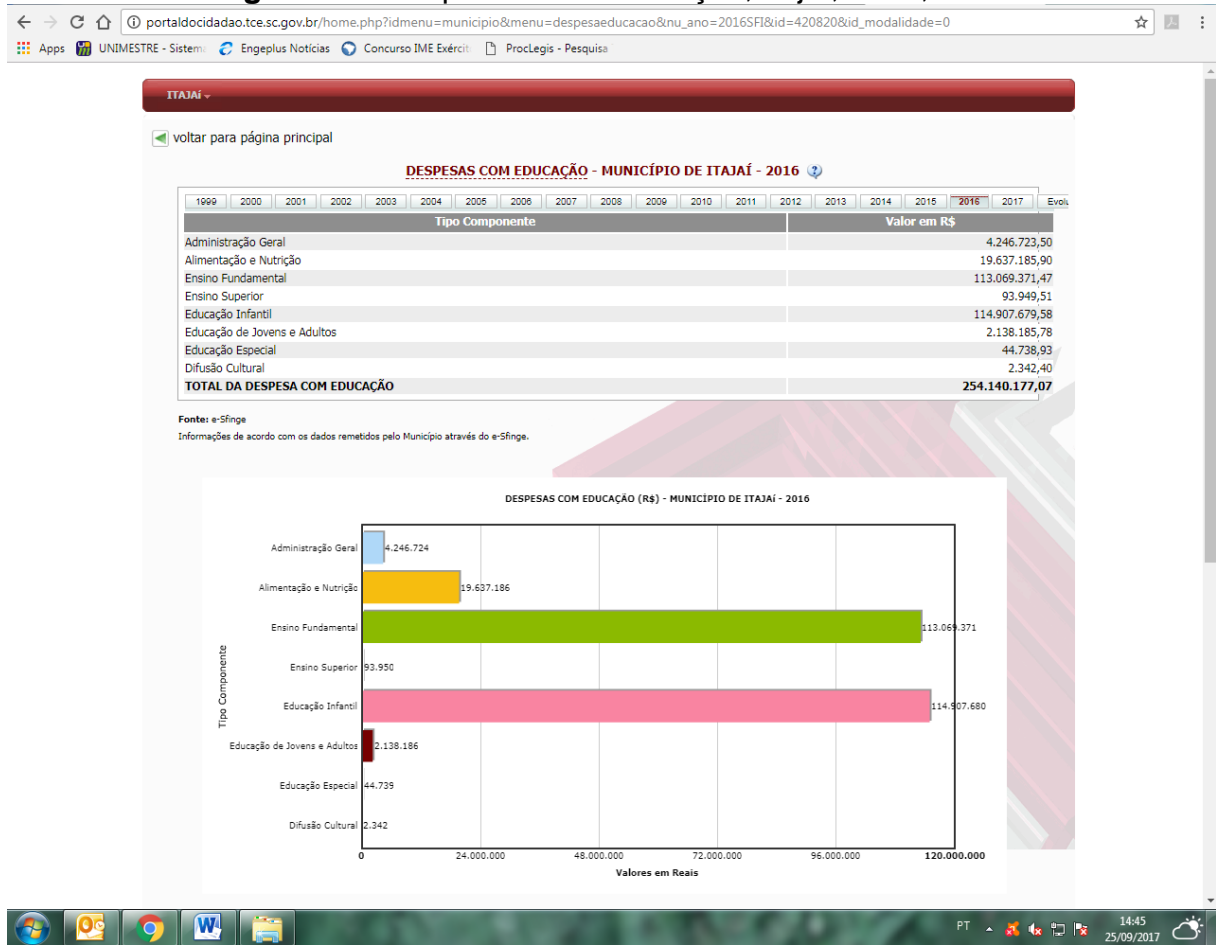 portaldocidadao.tce.sc.gov.br/home.php?idmenu=municipio&menu=despesaeducacao&nu_ano=2016SFI&id=420820&id_modalidade=0
Apps UNIMESTRE - Sistema Engeplus Notícias Concurso IME Exércit ProcLegis - Pesquisa
ITAJAÍ
voltar para página principal
DESPESAS COM EDUCAÇÃO - MUNICÍPIO DE ITAJAÍ - 2016
1999 2000 2001 2002 2003 2004 2005 2006 2007 2008 2009 2010 2011 2012 2013 2014 2015 2016 2017 Evolu
Tipo Componente Valor em R$
Administração Geral 4.246.723,50
Alimentação e Nutrição 19.637.185,90
Ensino Fundamental 113.069.371,47
Ensino Superior 93.949,51
Educação Infantil 114.907.679,58
Educação de Jovens e Adultos 2.138.185,78
Educação Especial 44.738,93
Difusão Cultural 2.342,40
TOTAL DA DESPESA COM EDUCAÇÃO 254.140.177,07
Fonte: e-Sfinge
Informações de acordo com os dados remetidos pelo Município através do e-Sfinge.
DESPESAS COM EDUCAÇÃO (R$) - MUNICÍPIO DE ITAJAÍ - 2016
Tipo Componente
Administração Geral 4.246.724
Alimentação e Nutrição 19.637.186
Ensino Fundamental 113.069.371
Ensino Superior 93.950
Educação Infantil 114.907.680
Educação de Jovens e Adultos 2.138.186
Educação Especial 44.739
Difusão Cultural 2.342
0 24.000.000 48.000.000 72.000.000 96.000.000 120.000.000
Valores em Reais
PT 14:45
25/09/2017